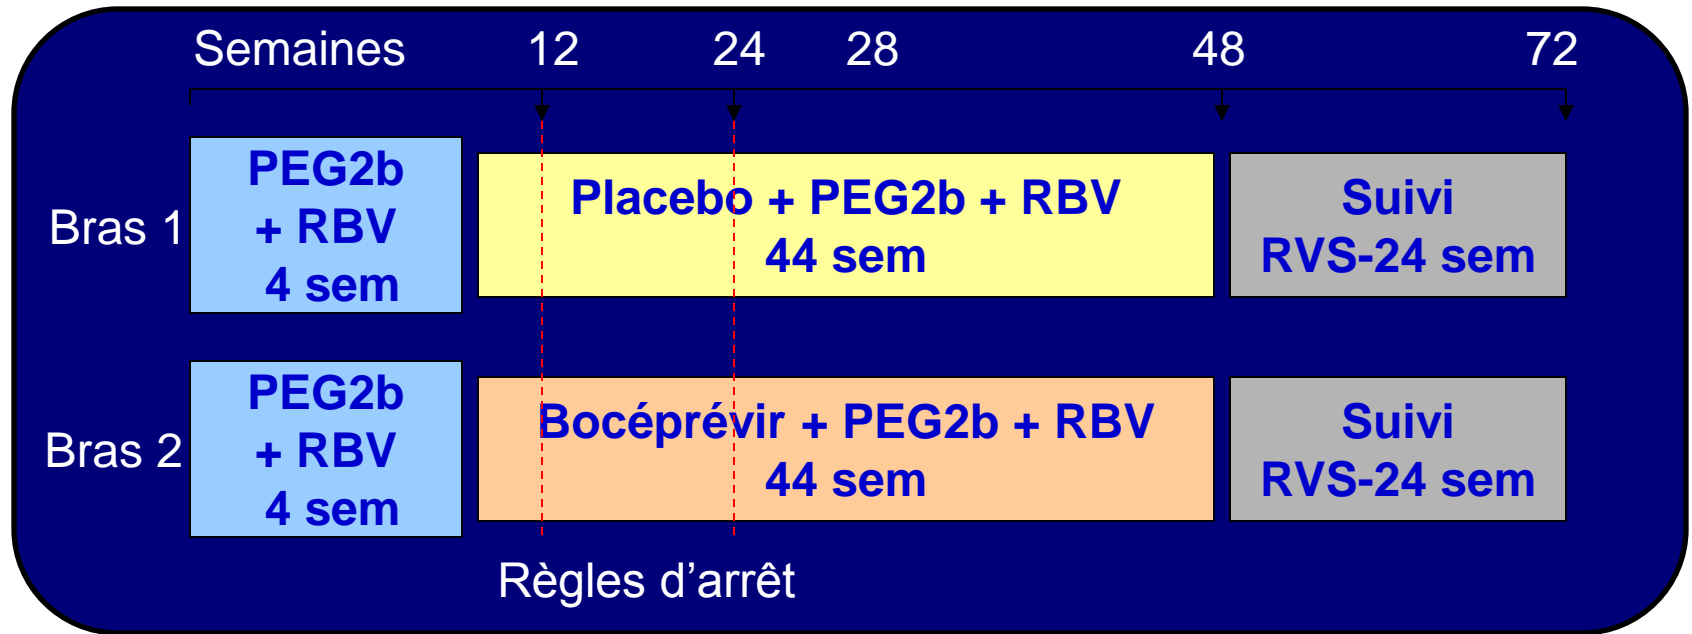 Semaines 12 24 28 48 72
Bras 1
PEG2b
+ RBV
4 sem
Placebo + PEG2b + RBV
44 sem
Suivi
RVS-24 sem
Bras 2
PEG2b
+ RBV
4 sem
Bocéprévir + PEG2b + RBV
44 sem
Suivi
RVS-24 sem
Règles d’arrêt